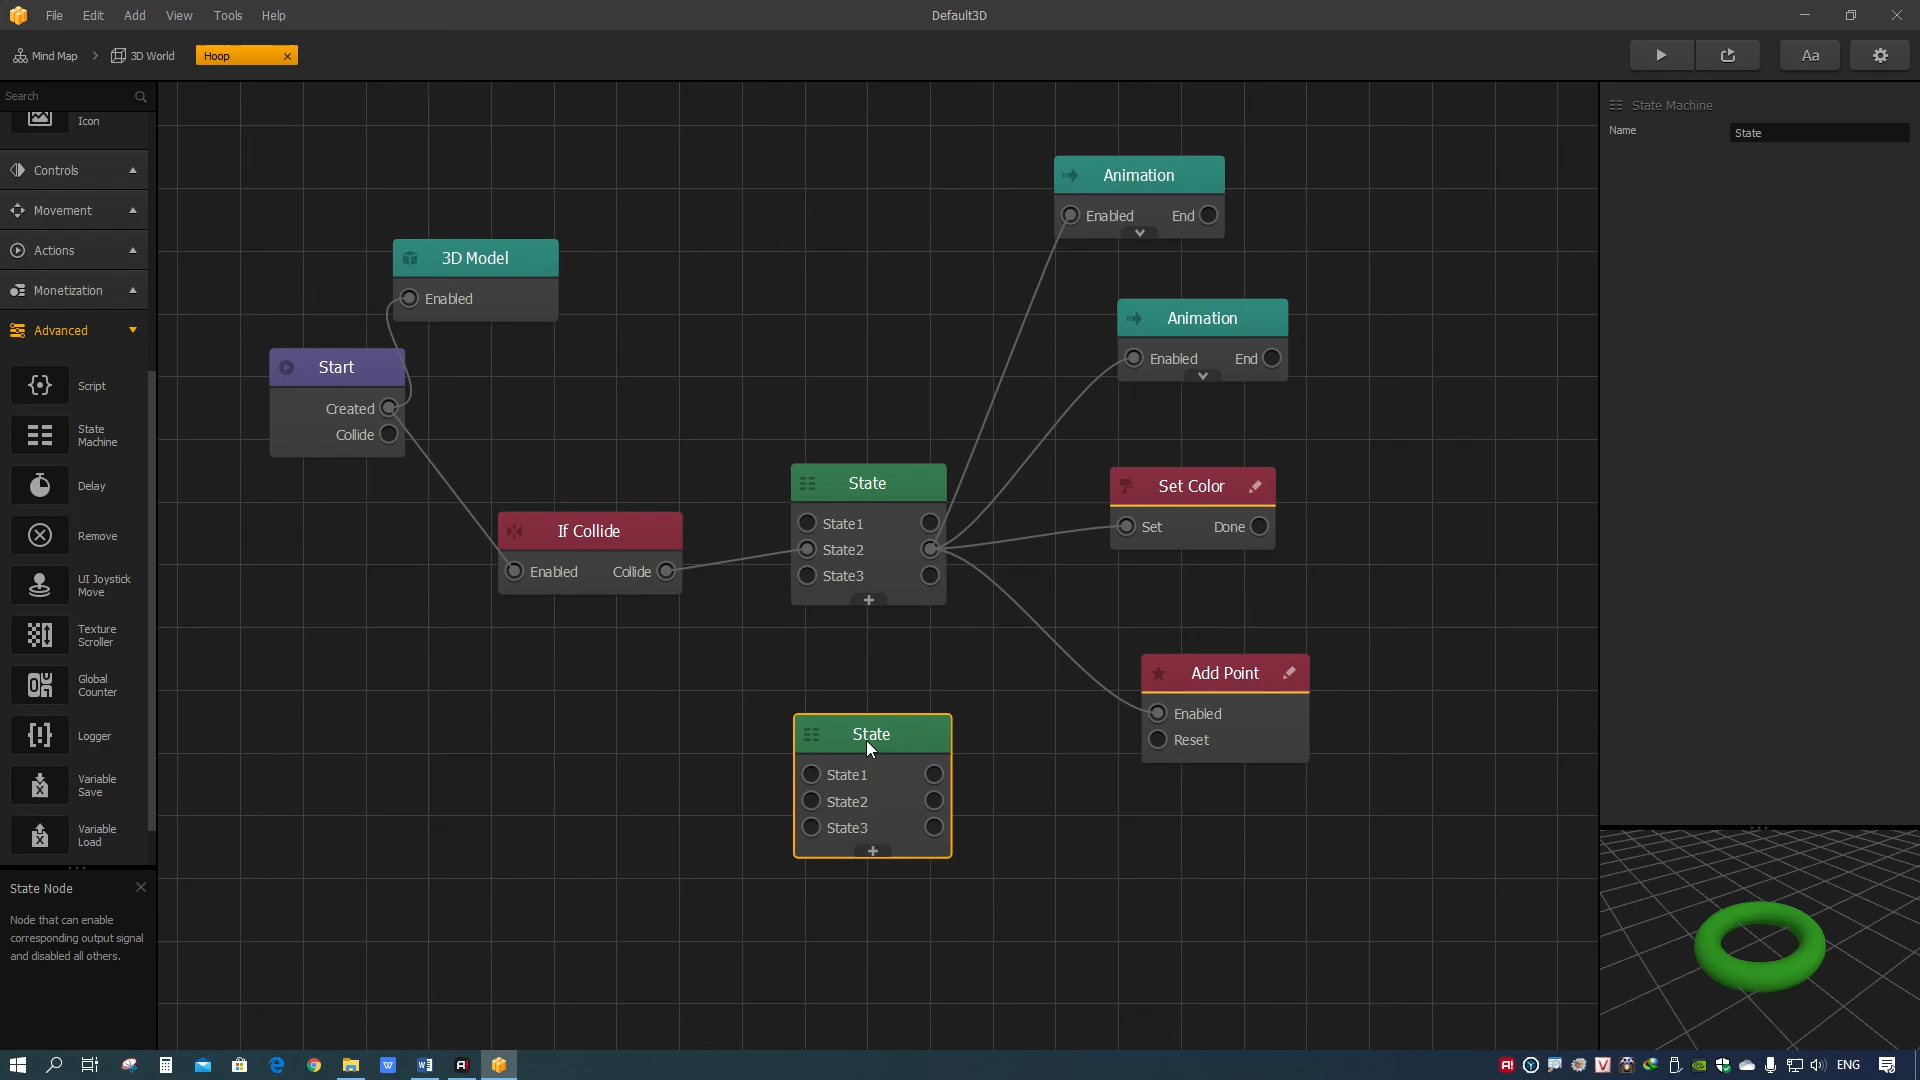 File Edit Add View Tools Help
Default3D
Mind Map
3D World
Hoop
Aa
Search
Icon
Controls
Movement
Actions
Monetization
Advanced
Script
State
Machine
Delay
Remove
UI Joystick
Move
Texture
Scroller
Global
Counter
Logger
Variable
Save
Variable
Load
State Node
Node that can enable
corresponding output signal
and disabled all others.
3D Model
Enabled
Start
Created
Collide
If Collide
Enabled Collide
State
State1
State2
State3
State
State1
State2
State3
Animation
Enabled End
Animation
Enabled End
Set Color
Set Done
Add Point
Enabled
Reset
State Machine
Name State
ENG